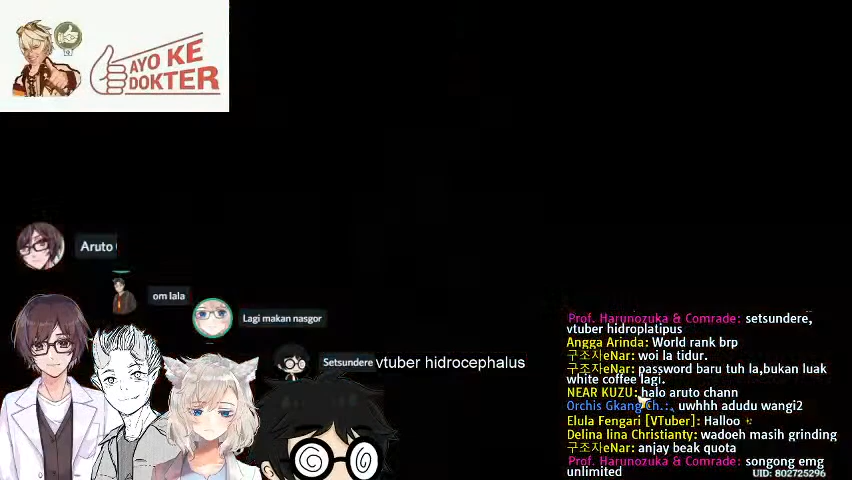 AYO KE
DOKTER
Aruto
om lala
Lagi makan nasgor
Setsundere vtuber hidrocephalus
Prof. Harunozuka & Comrade: setsundere,
vtuber hidroplatipus
Angga Arinda: World rank brp
구조자eNar: woi la tidur.
구조자eNar: password baru tuh la,bukan luak
white coffee lagi.
NEAR KUZU: halo aruto chann
Orchis Gkang Ch.:. uwhhh adudu wangi2
Elula Fengari [VTuber]: Halloo
Delina lina Christianty: wadoeh masih grinding
구조자eNar: anjay beak quota
Prof. Harunozuka & Comrade: songong emg
unlimited
UID: 802725296